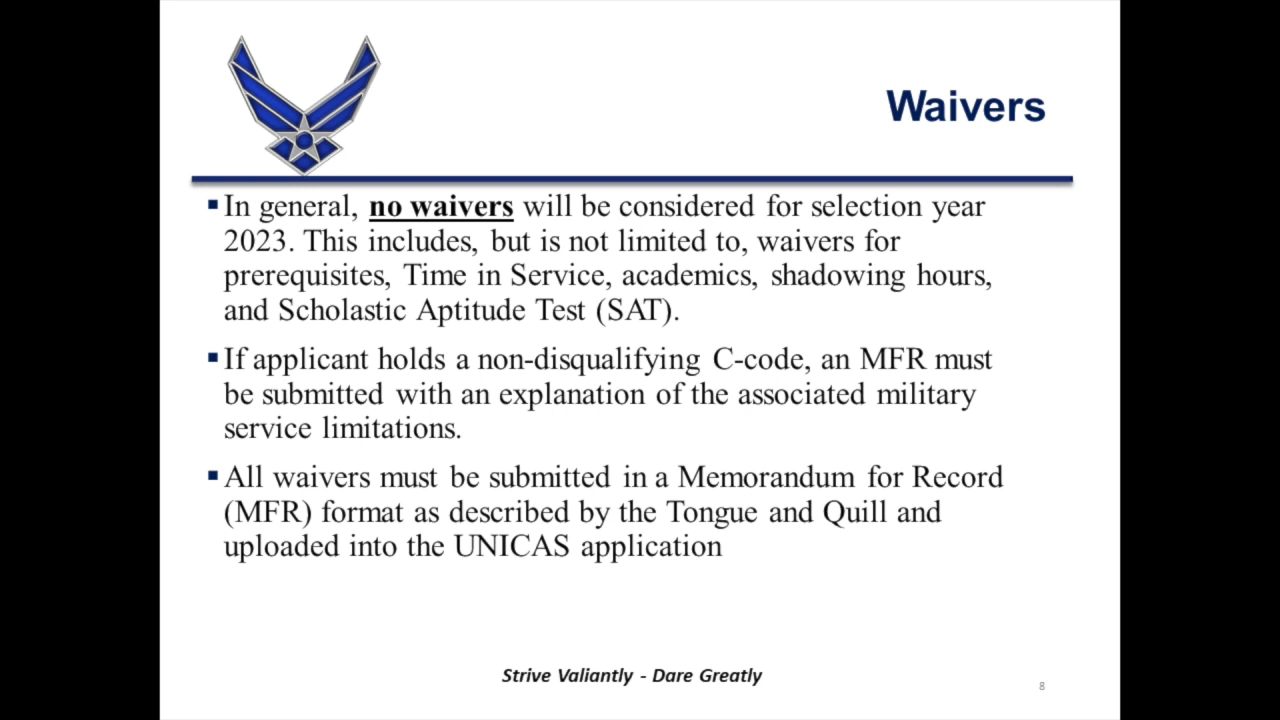 Waivers
▪In general, no waivers will be considered for selection year
2023. This includes, but is not limited to, waivers for
prerequisites, Time in Service, academics, shadowing hours,
and Scholastic Aptitude Test (SAT).
▪If applicant holds a non-disqualifying C-code, an MFR must
be submitted with an explanation of the associated military
service limitations.
▪All waivers must be submitted in a Memorandum for Record
(MFR) format as described by the Tongue and Quill and
uploaded into the UNICAS application
Strive Valiantly - Dare Greatly
8